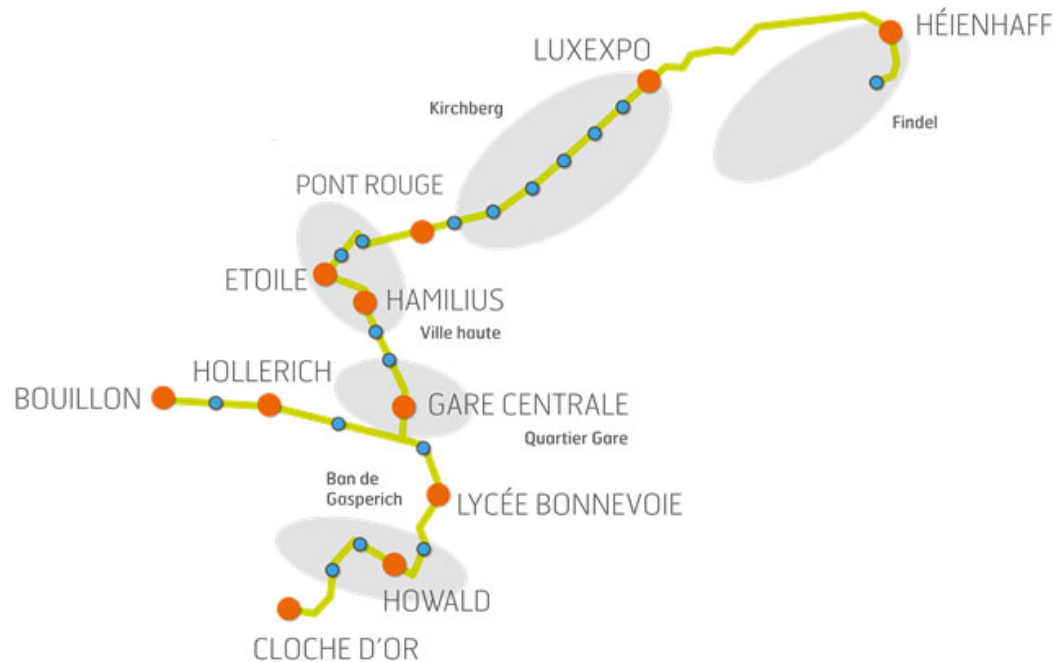 HÉIENHAFF
LUXEXPO
Kirchberg
Findel
PONT ROUGE
ETOILE
HAMILIUS
Ville haute
HOLLERICH
BOUILLON
GARE CENTRALE
Quartier Gare
Ban de
Gasperich
LYCÉE BONNEVOIE
HOWALD
CLOCHE D'OR